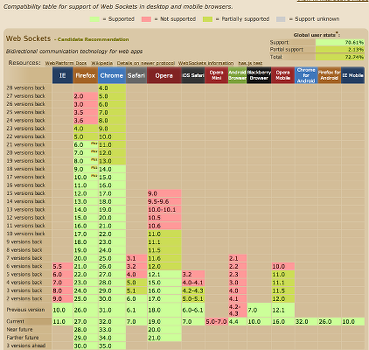 Compatability table for support of Web Sockets in desktop and mobile browsers.
= Supported = Not supported = Partially supported = Support unknown
Web Sockets - Candidate Recommendation
Global user stats*:
Support 70.61%
Bidirectional communication technology for web apps
Partial support 2.13%
Total 72.74%
Resources: WebPlatform Docs Wikipedia Details on newer protocol WebSockets information has.js test
IE Firefox Chrome Safari Opera iOS Safari Opera Mini Android Browser Blackberry Browser Opera Mobile Chrome for Android Firefox for Android IE Mobile
28 versions back 4.0
27 versions back 2.0 5.0
26 versions back 3.0 6.0
25 versions back 3.5 7.0
24 versions back 3.6 8.0
23 versions back 4.0 9.0
22 versions back 5.0 10.0
21 versions back 6.0 11.0
20 versions back 7.0 12.0
19 versions back 8.0 13.0
18 versions back 9.0 14.0
17 versions back 10.0 15.0
16 versions back 11.0 16.0
15 versions back 12.0 17.0 9.0
14 versions back 13.0 18.0 9.5-9.6
13 versions back 14.0 19.0 10.0-10.1
12 versions back 15.0 20.0 10.5
11 versions back 16.0 21.0 10.6
10 versions back 17.0 22.0 11.0
9 versions back 18.0 23.0 11.1
8 versions back 19.0 24.0 11.5
7 versions back 20.0 25.0 3.1 11.6 2.1
6 versions back 5.5 21.0 26.0 3.2 12.0 2.2 10.0
5 versions back 6.0 22.0 27.0 4.0 12.1 3.2 2.3 11.0
4 versions back 7.0 23.0 28.0 5.0 15.0 4.0-4.1 3.0 11.1
3 versions back 8.0 24.0 29.0 5.1 16.0 4.2-4.3 4.0 11.5
2 versions back 9.0 25.0 30.0 6.0 17.0 5.0-5.1 4.1 12.0
Previous version 10.0 26.0 31.0 6.1 18.0 6.0-6.1 4.2-4.3 7.0 12.1
Current 11.0 27.0 32.0 7.0 19.0 7.0 5.0-7.0 4.4 10.0 16.0 32.0 26.0 10.0
Near future 28.0 33.0 20.0
Farther future 29.0 34.0 21.0
3 versions ahead 30.0 35.0